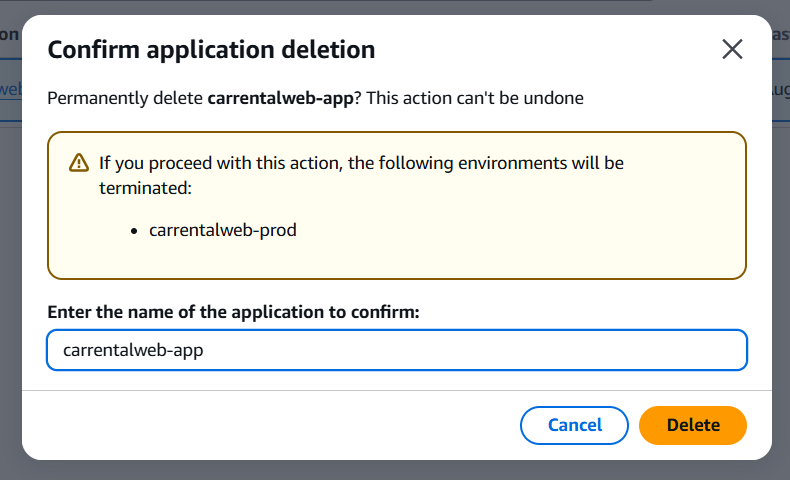 Confirm application deletion
Permanently delete carrentalweb-app? This action can't be undone
If you proceed with this action, the following environments will be
terminated:
• carrentalweb-prod
Enter the name of the application to confirm:
carrentalweb-app
Cancel Delete